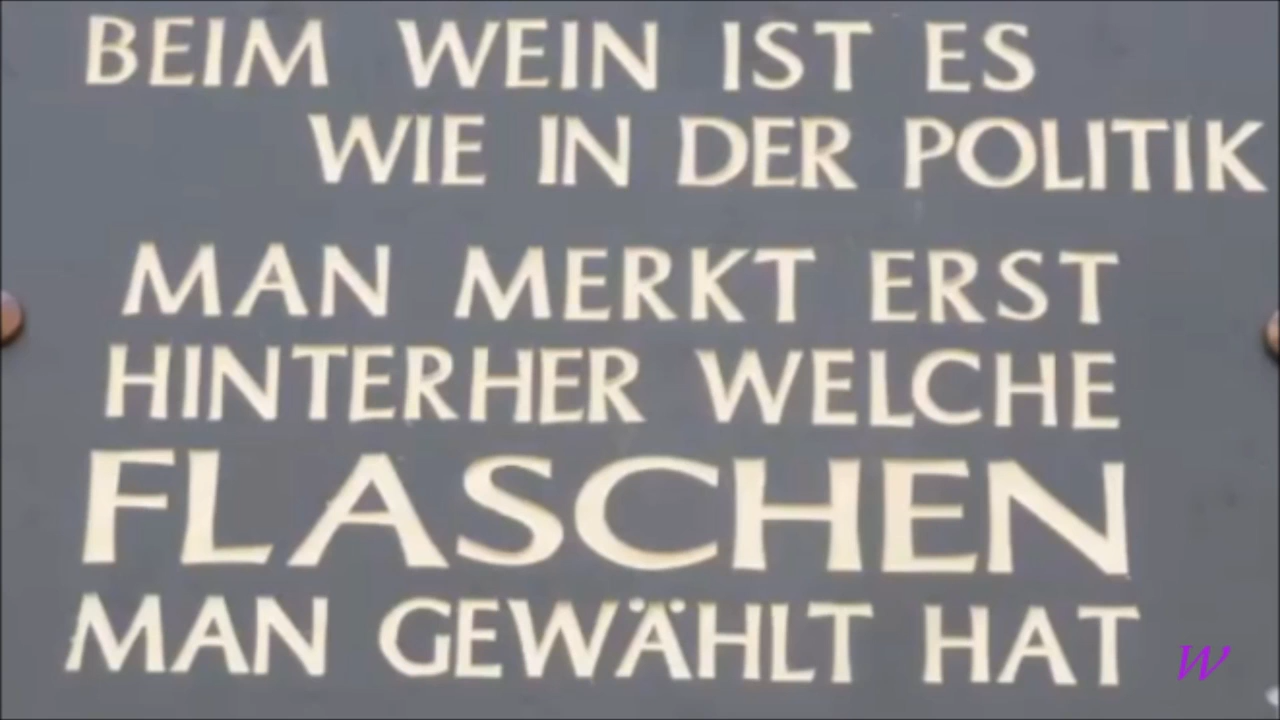 BEIM WEIN IST ES
WIE IN DER POLITIK
MAN MERKT ERST
HINTERHER WELCHE
FLASCHEN
MAN GEWÄHLT HAT
W